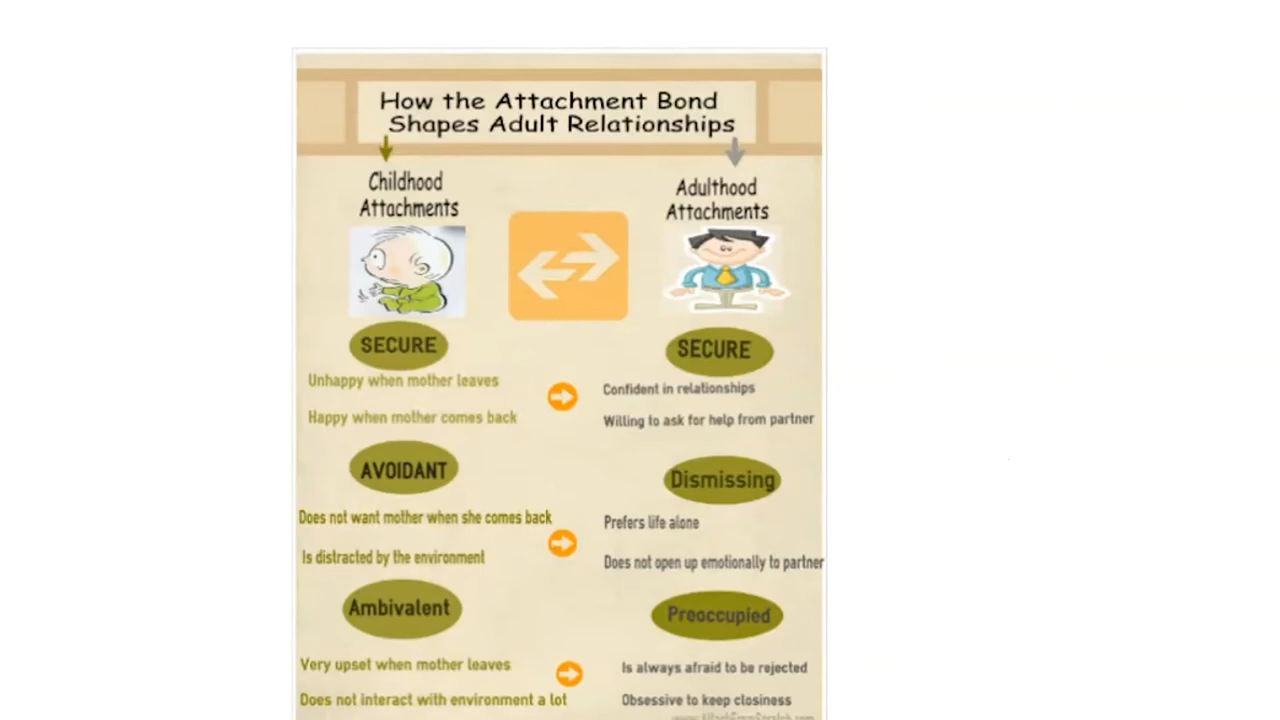 How the Attachment Bond
Shapes Adult Relationships
Childhood
Attachments
Adulthood
Attachments
SECURE
Unhappy when mother leaves
Happy when mother comes back
SECURE
Confident in relationships
Willing to ask for help from partner
AVOIDANT
Does not want mother when she comes back
Is distracted by the environment
Dismissing
Prefers life alone
Does not open up emotionally to partner
Ambivalent
Very upset when mother leaves
Does not interact with environment a lot
Preoccupied
Is always afraid to be rejected
Obsessive to keep closiness